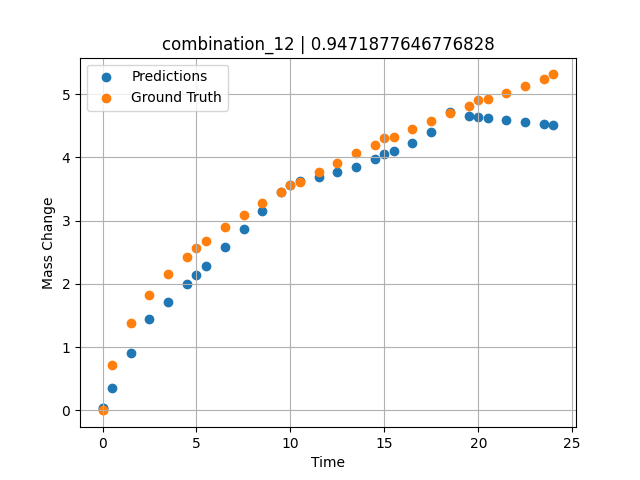 combination_12 | 0.9471877646776828
Predictions
Ground Truth
Mass Change
5
4
3
2
1
0
0 5 10 15 20 25
Time